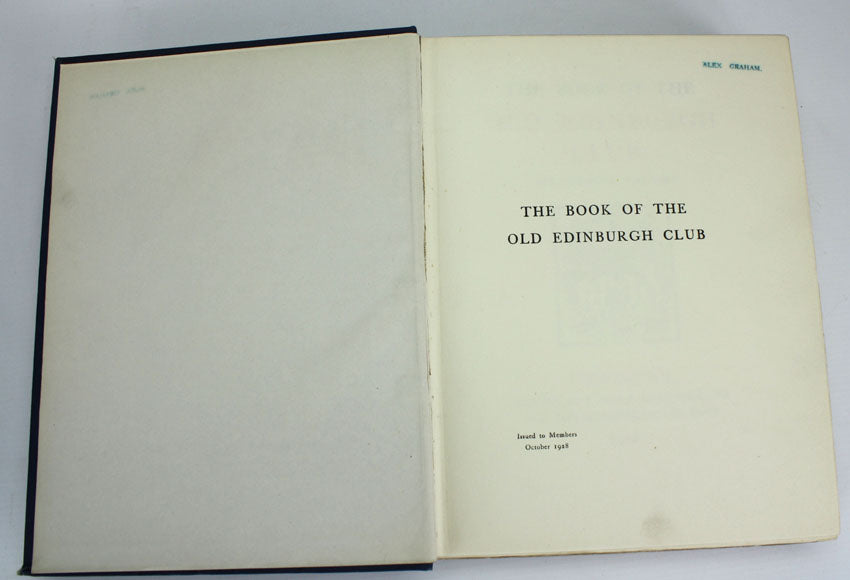 ALEX GRAHAM.
THE BOOK OF THE
OLD EDINBURGH CLUB
Issued to Members
October 1928